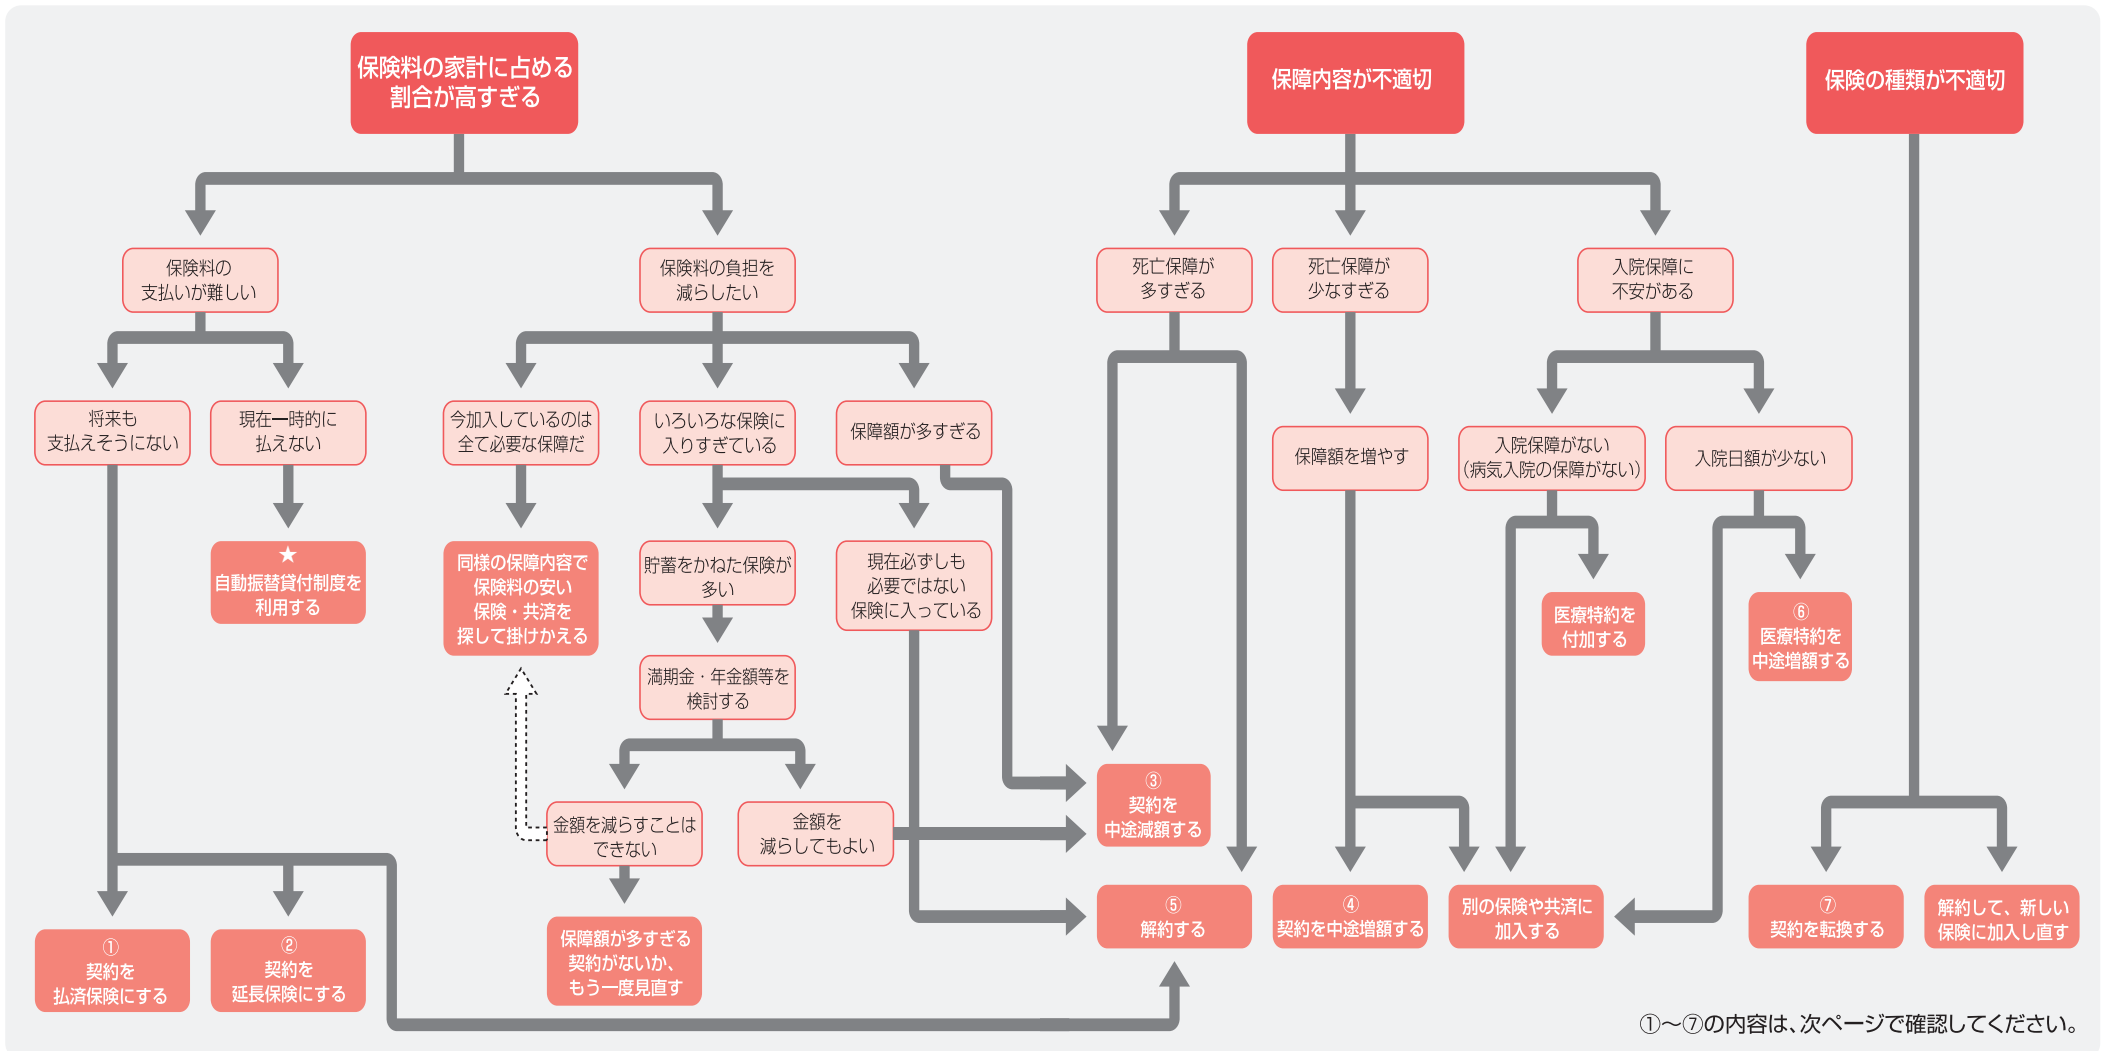 保険料の家計に占める
割合が高すぎる
保障内容が不適切
保険の種類が不適切
保険料の
支払いが難しい
保険料の負担を
減らしたい
死亡保障が
多すぎる
死亡保障が
少なすぎる
入院保障に
不安がある
将来も
支払えそうにない
現在一時的に
払えない
今加入しているのは
全て必要な保障だ
いろいろな保険に
入りすぎている
保障額が多すぎる
保障額を増やす
入院保障がない
(病気入院の保障がない)
入院日額が少ない
★
自動振替貸付制度を
利用する
同様の保障内容で
保険料の安い
保険・共済を
探して掛けかえる
貯蓄をかねた保険が
多い
現在必ずしも
必要ではない
保険に入っている
医療特約を
付加する
⑥
医療特約を
中途増額する
満期金・年金額等を
検討する
金額を減らすことは
できない
金額を
減らしてもよい
③
契約を
中途減額する
①
契約を
払済保険にする
②
契約を
延長保険にする
保障額が多すぎる
契約がないか、
もう一度見直す
⑤
解約する
④
契約を中途増額する
別の保険や共済に
加入する
⑦
契約を転換する
解約して、新しい
保険に加入し直す
①〜⑦の内容は、次ページで確認してください。